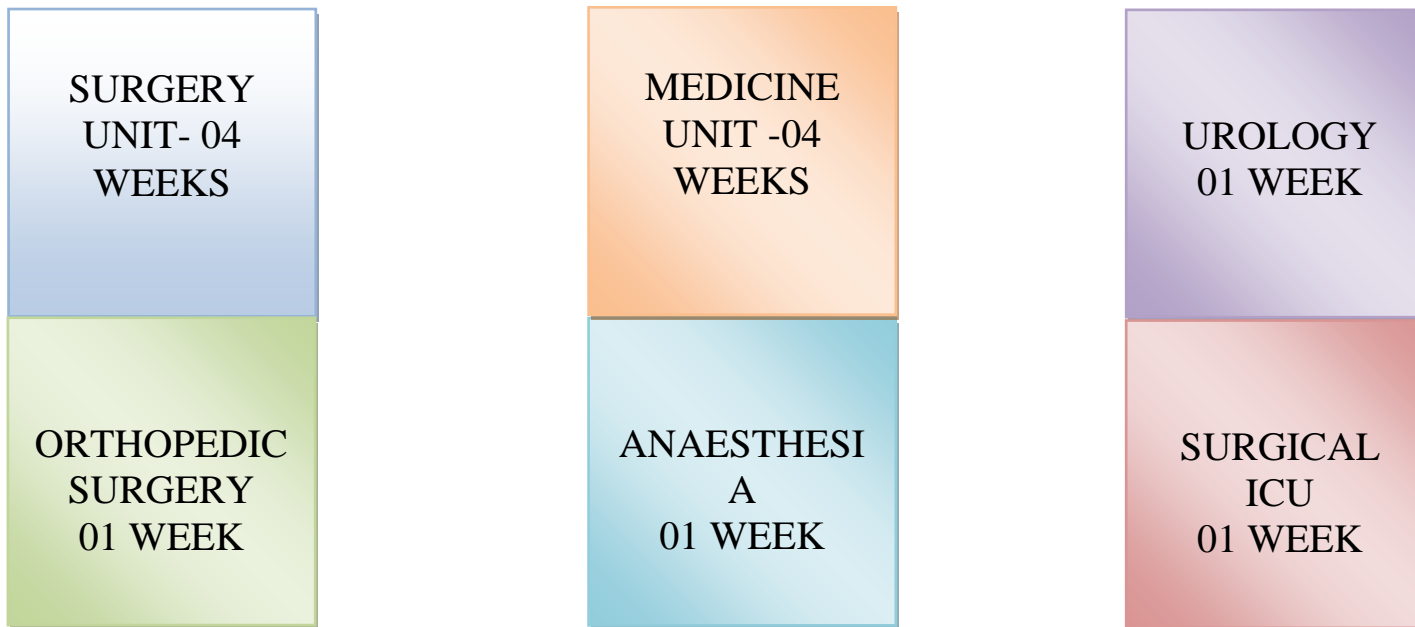 SURGERY
UNIT- 04
WEEKS
MEDICINE
UNIT -04
WEEKS
UROLOGY
01 WEEK
ORTHOPEDIC
SURGERY
01 WEEK
ANAESTHESI
A
01 WEEK
SURGICAL
ICU
01 WEEK